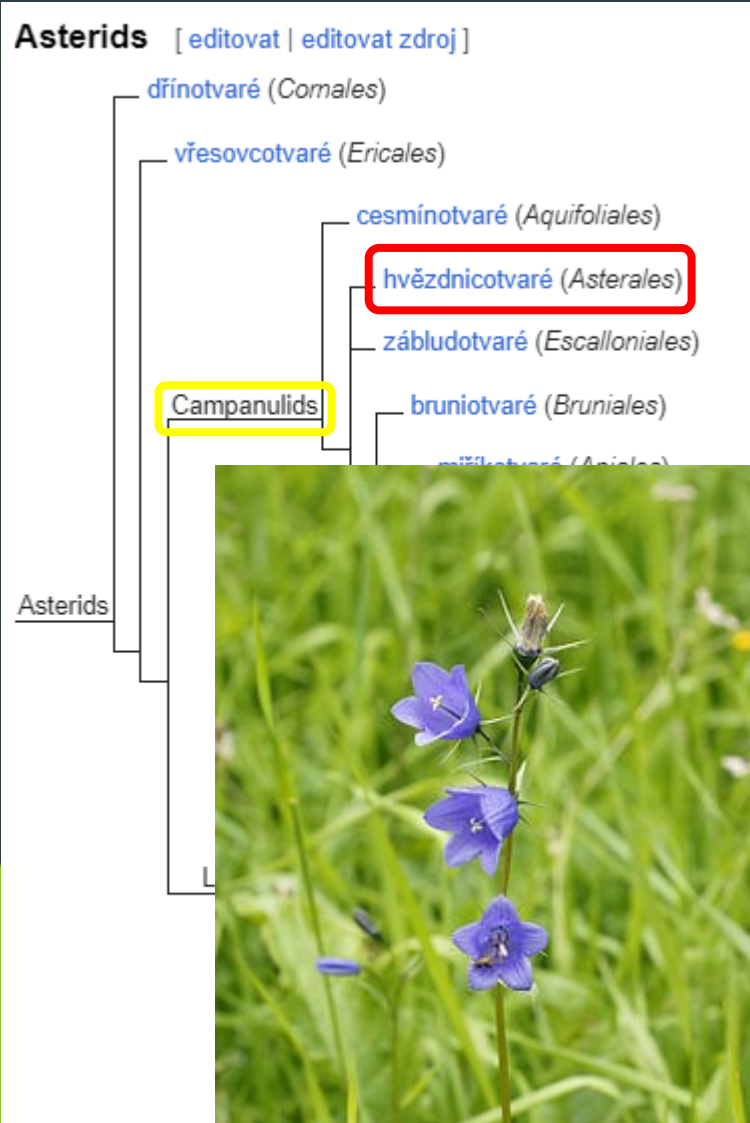 Asterids [ editovat | editovat zdroj ]
dřínotvaré (Cornales)
vřesovcotvaré (Ericales)
cesmínotvaré (Aquifoliales)
hvězdnicotvaré (Asterales)
zábludotvaré (Escalloniales)
Campanulids
bruniotvaré (Bruniales)
Asterids